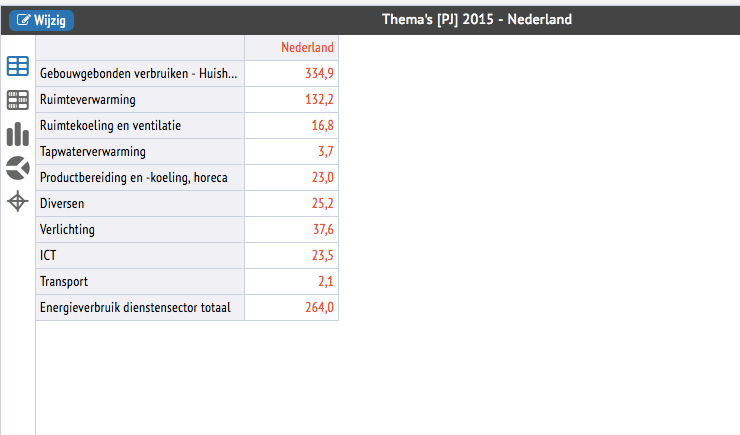 Wijzig
Thema's [PJ] 2015 - Nederland
Nederland
Gebouwgebonden verbruiken - Huish... 334,9
Ruimteverwarming 132,2
Ruimtekoeling en ventilatie 16,8
Tapwaterverwarming 3,7
Productbereiding en -koeling, horeca 23,0
Diversen 25,2
Verlichting 37,6
ICT 23,5
Transport 2,1
Energieverbruik dienstensector totaal 264,0